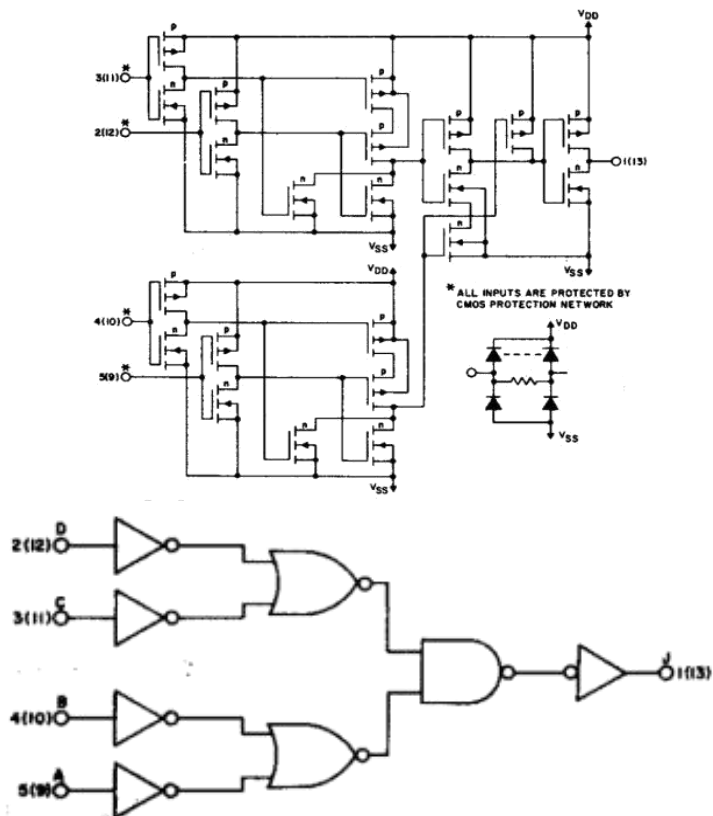 VDD
p
p
p
p
p
p
p
*
3(11)
n
p
*
2(12)
n
n
n
n
n
n
1(13)
VSS
VSS
VDD
* ALL INPUTS ARE PROTECTED BY
CMOS PROTECTION NETWORK
p
p
p
*
4(10)
n
p
*
5(9)
n
n
n
VSS
VDD
VSS
D
2(12)
C
3(11)
B
4(10)
A
5(9)
J
1(13)